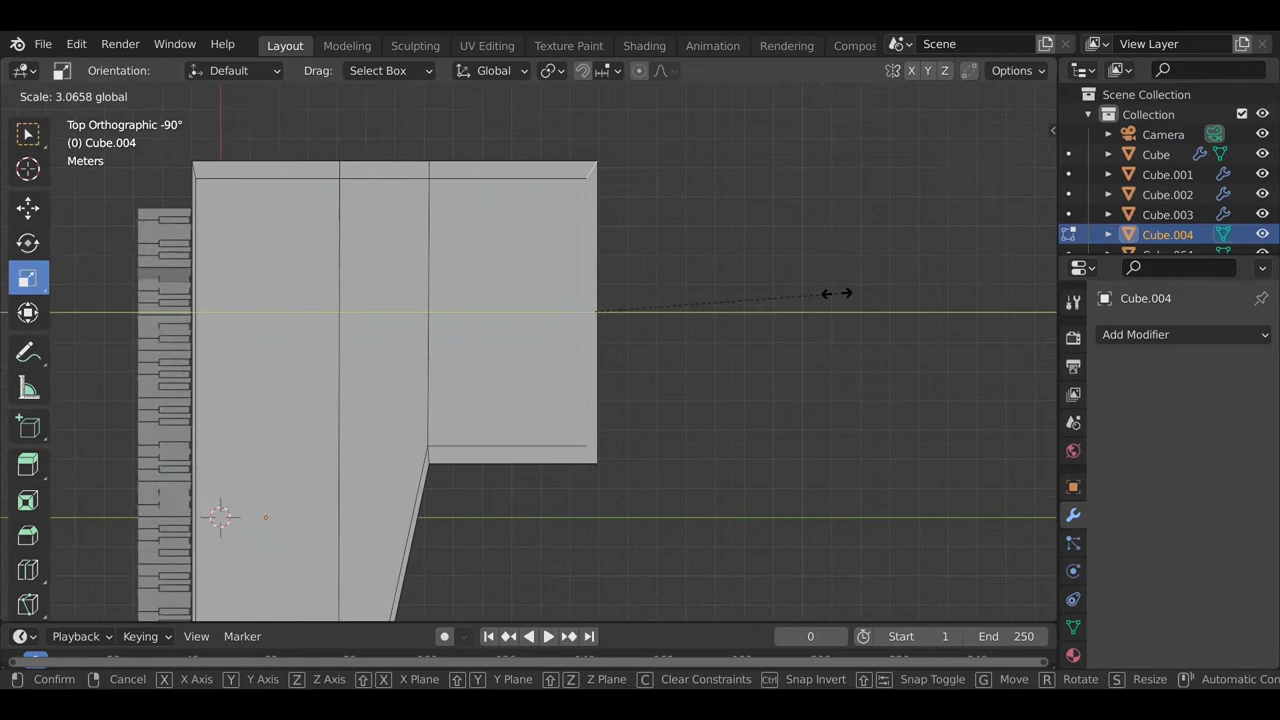 File Edit Render Window Help Layout Modeling Sculpting UV Editing Texture Paint Shading Animation Rendering Compos Scene View Layer
Orientation: Default Drag: Select Box Global X Y Z Options
Scale: 3.0658 global
Top Orthographic -90°
(0) Cube.004
Meters
Scene Collection
Collection
Camera
Cube
Cube.001
Cube.002
Cube.003
Cube.004
Cube.004
Add Modifier
Playback Keying View Marker 0 Start 1 End 250
Confirm Cancel X X Axis Y Y Axis Z Z Axis X X Plane Y Y Plane Z Z Plane C Clear Constraints Ctrl Snap Invert Snap Toggle G Move R Rotate S Resize Automatic Con